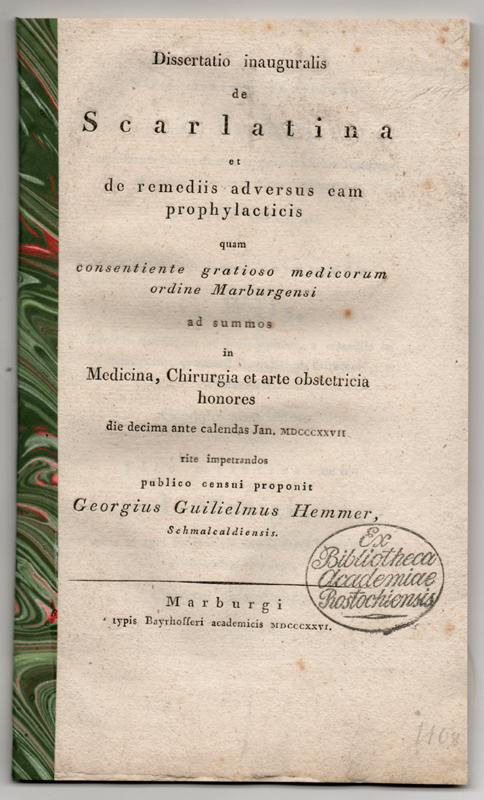 Dissertatio inauguralis
de
Scarlatina
et
de remediis adversus eam
prophylacticis
quam
consentiente gratioso medicorum
ordine Marburgensi
ad summos
in
Medicina, Chirurgia et arte obstetricia
honores
die decima ante calendas Jan. MDCCCXXVII
rite impetrandos
publico censui proponit
Georgius Guilielmus Hemmer,
Schmalcaldiensis.
Ex
Bibliotheca
Academiae
Rostochiensis
Marburgi
typis Bayrhofferi academicis MDCCCXXVI.
1108